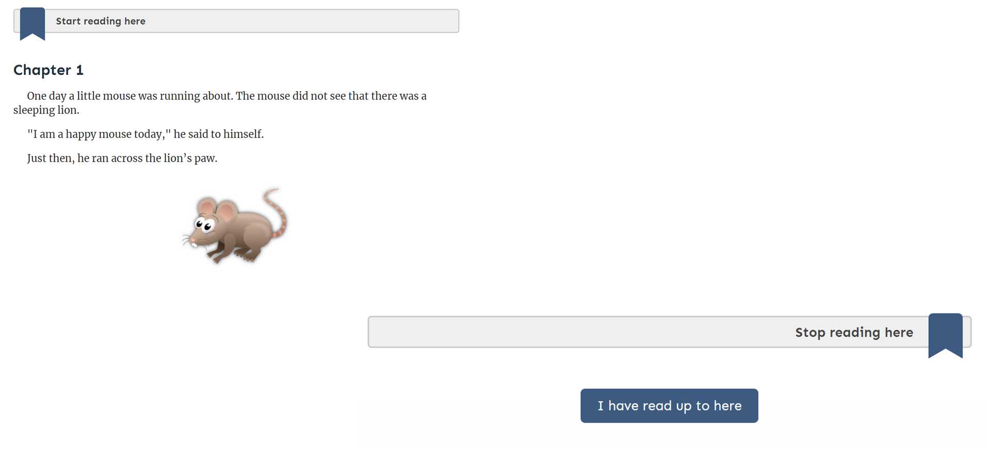 Start reading here
Chapter 1
One day a little mouse was running about. The mouse did not see that there was a
sleeping lion.
"I am a happy mouse today," he said to himself.
Just then, he ran across the lion’s paw.
Stop reading here
I have read up to here